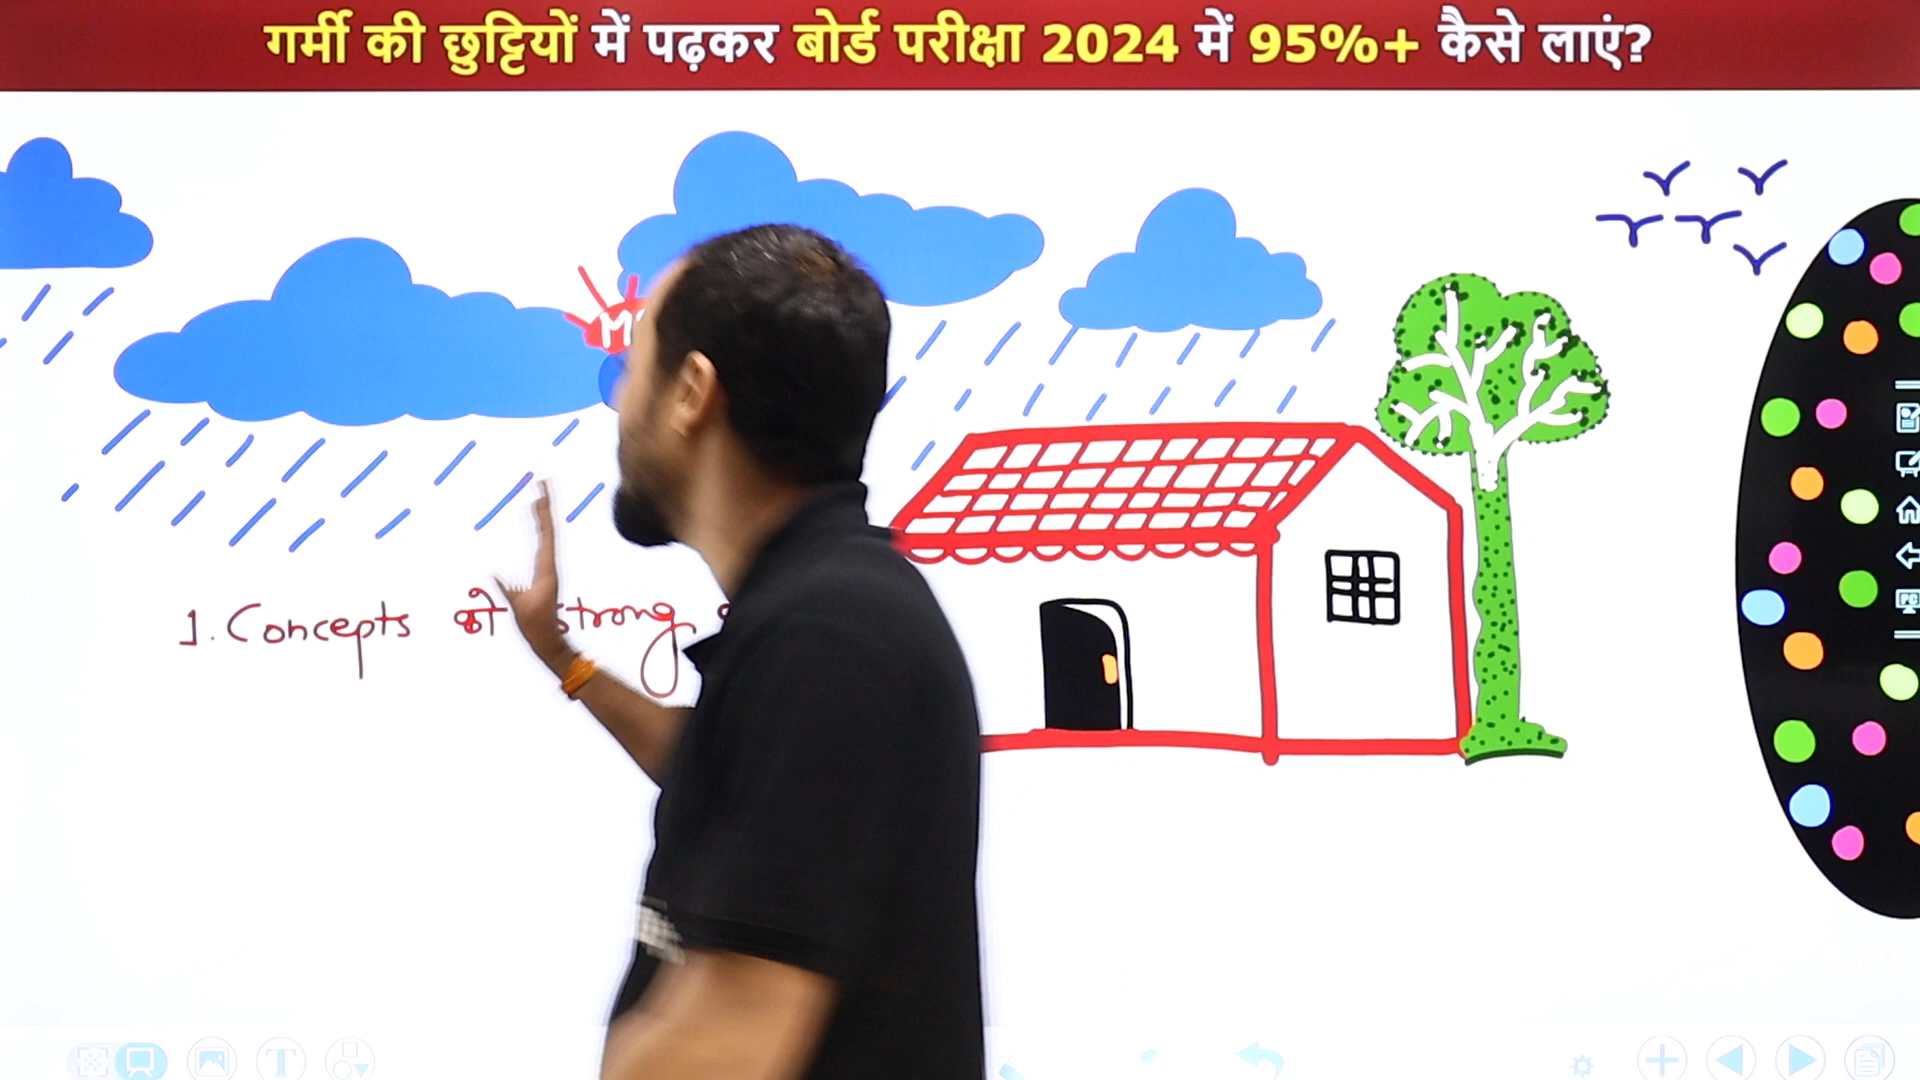 गर्मी की छुट्टियों में पढ़कर बोर्ड परीक्षा 2024 में 95%+ कैसे लाएं?
1. Concepts को strong